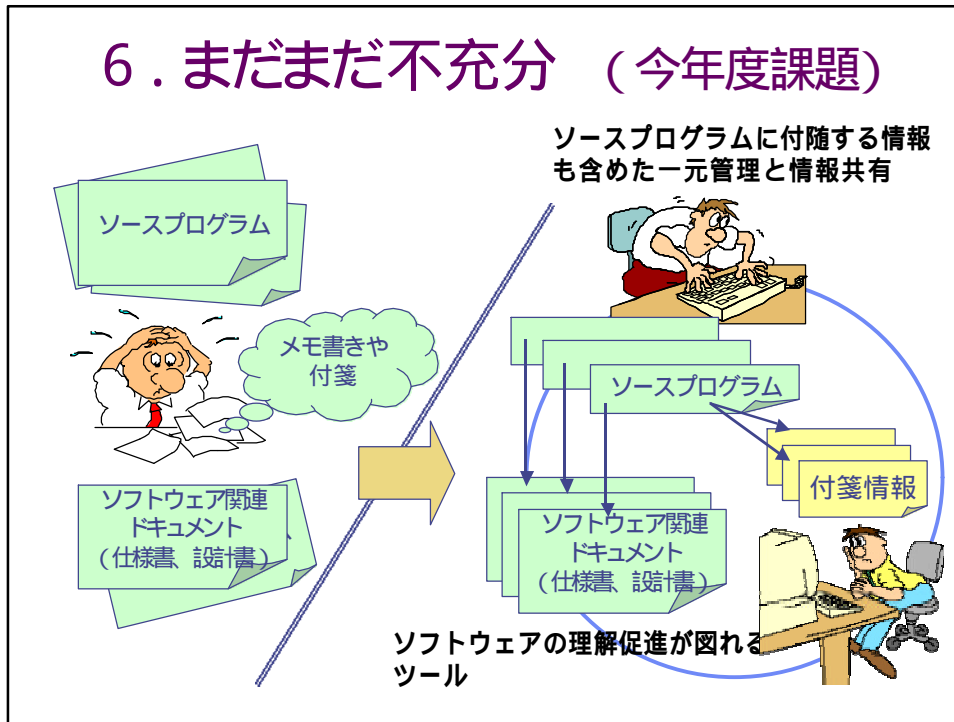 6．まだまだ不充分 （今年度課題）
ソースプログラムに付随する情報
も含めた一元管理と情報共有
ソースプログラム
メモ書きや
付箋
ソフトウェア関連
ドキュメント
（仕様書、設計書）、
ソースプログラム
付箋情報
ソフトウェア関連
ドキュメント
（仕様書、設計書）
ソフトウェアの理解促進が図れる
ツール